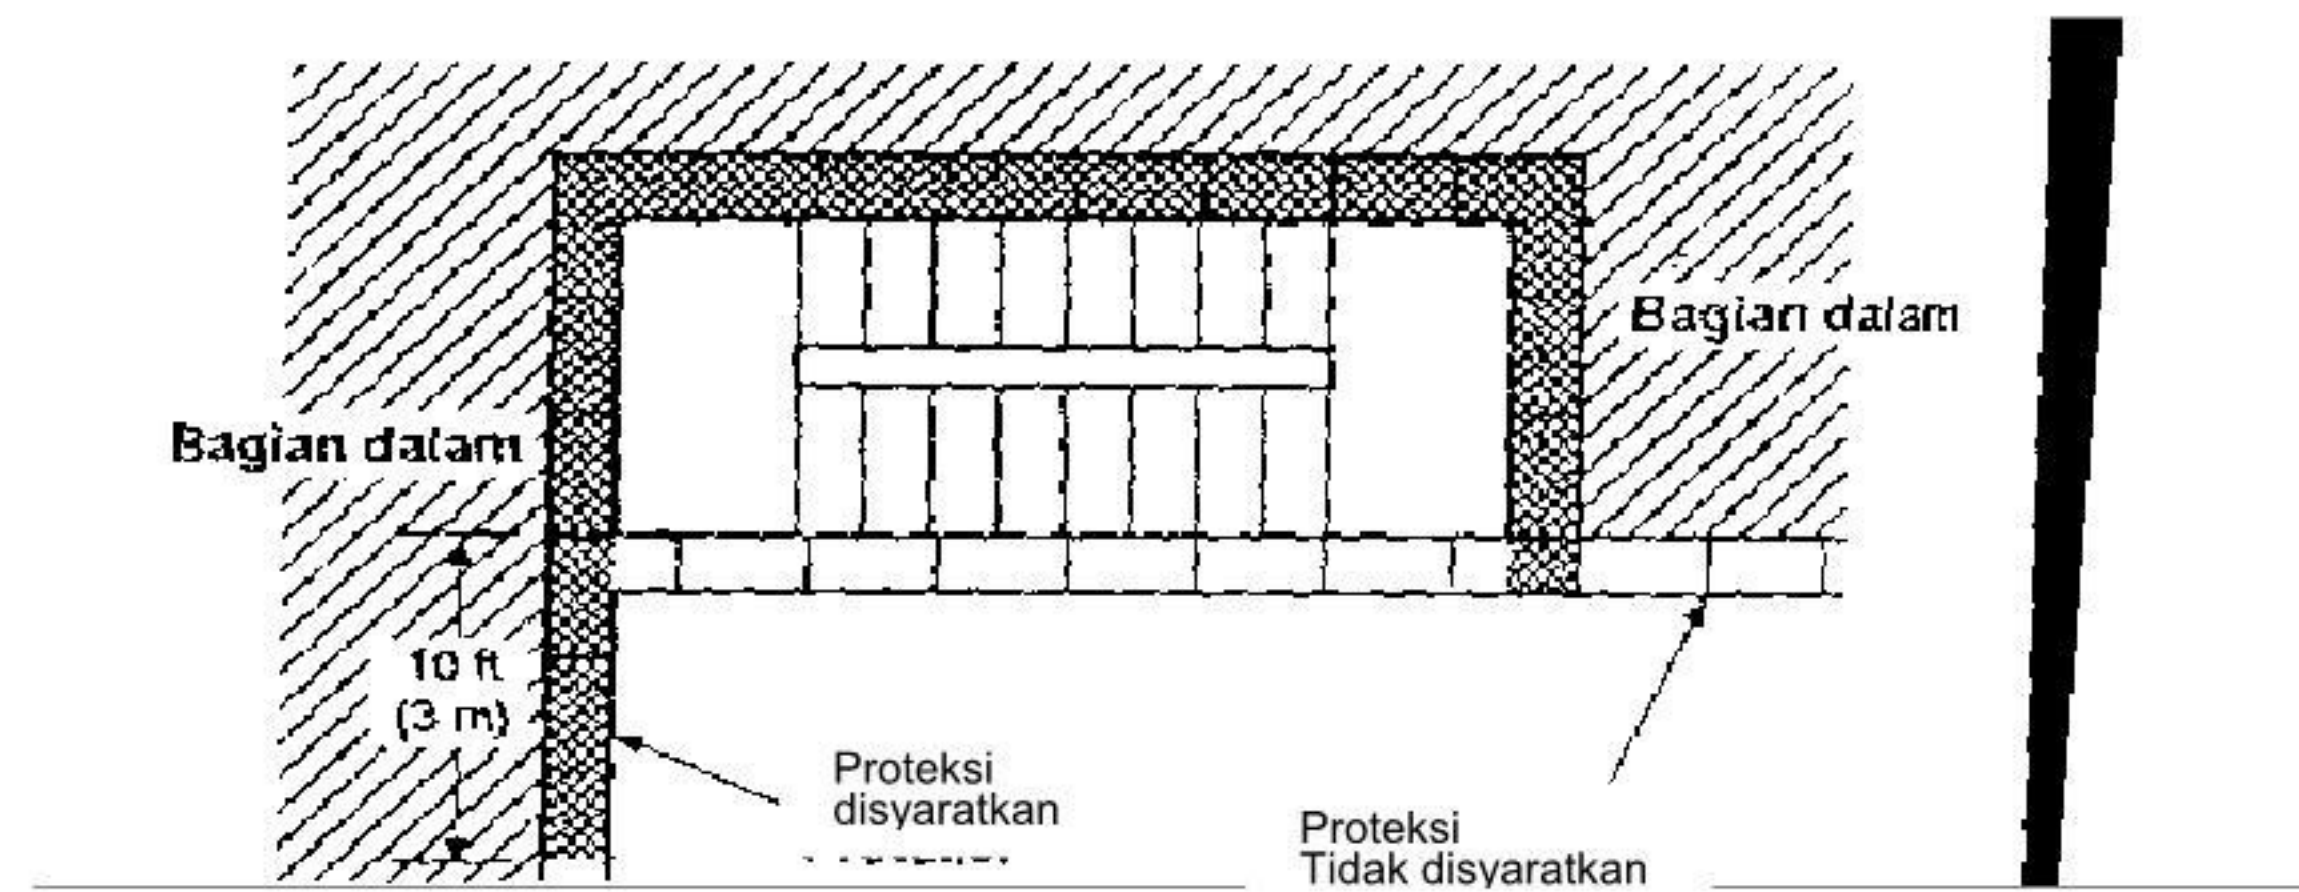 Bagian dalam
Bagian dalam
10 ft
(3 m)
Proteksi
disyaratkan
Proteksi
Tidak disyaratkan